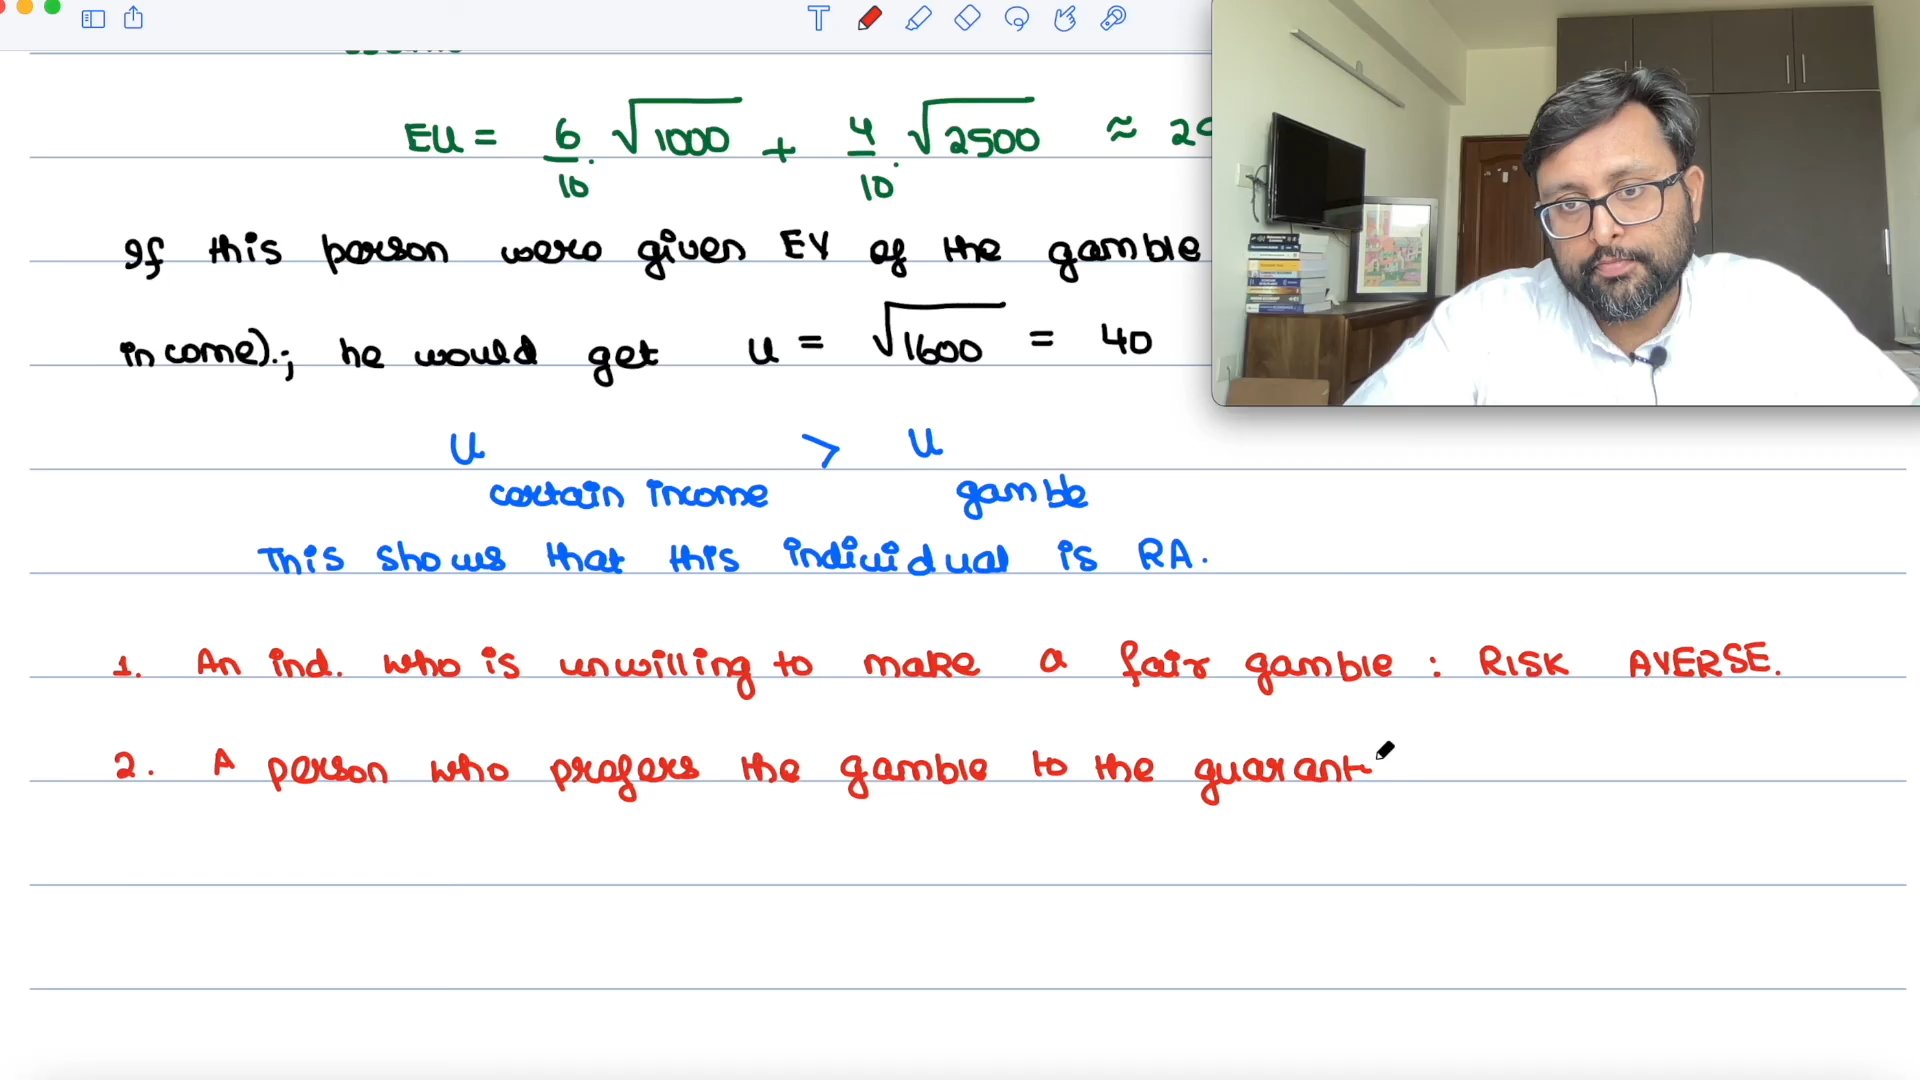 EU = 6/10 . √1000 + 4/10 . √2500 ≈
If this person were given EV of the gamble
income).; he would get u = √1600 = 40
u certain income > u gamble
This shows that this individual is RA.
1. An ind. who is unwilling to make a fair gamble : RISK AVERSE.
2. A person who prefers the gamble to the guarant